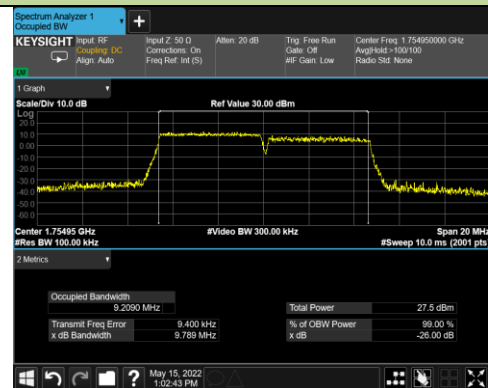 Spectrum Analyzer 1
Occupied BW
KEYSIGHT Input: RF Input Z: 50 Ω Atten: 20 dB Trig: Free Run Center Freq: 1.754950000 GHz
Coupling: DC Corrections: On Gate: Off Avg|Hold:>100/100
Align: Auto Freq Ref: Int (S) #IF Gain: Low Radio Std: None
1 Graph
Scale/Div 10.0 dB Ref Value 30.00 dBm
Log
20.0
10.0
0.00
-10.0
-20.0
-30.0
-40.0
-50.0
-60.0
Center 1.75495 GHz #Video BW 300.00 kHz Span 20 MHz
#Res BW 100.00 kHz #Sweep 10.0 ms (2001 pts)
2 Metrics
Occupied Bandwidth
9.2090 MHz Total Power 27.5 dBm
Transmit Freq Error 9.400 kHz % of OBW Power 99.00 %
x dB Bandwidth 9.789 MHz x dB -26.00 dB
May 15, 2022
1:02:43 PM